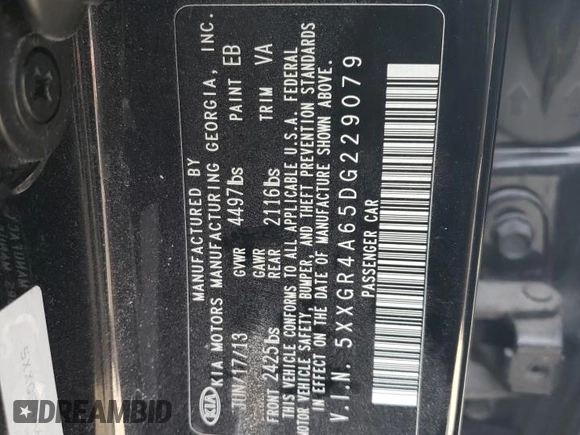 MANUFACTURED BY
KIA KIA MOTORS MANUFACTURING GEORGIA, INC.
JUN/17/13 GVWR 4497lbs PAINT EB
FRONT 2425lbs GAWR REAR 2116lbs TRIM VA
THIS VEHICLE CONFORMS TO ALL APPLICABLE U.S.A. FEDERAL
MOTOR VEHICLE SAFETY, BUMPER, AND THEFT PREVENTION STANDARDS
IN EFFECT ON THE DATE OF MANUFACTURE SHOWN ABOVE.
V.I.N. 5XXGR4A65DG229079
PASSENGER CAR
BIDHISTORY